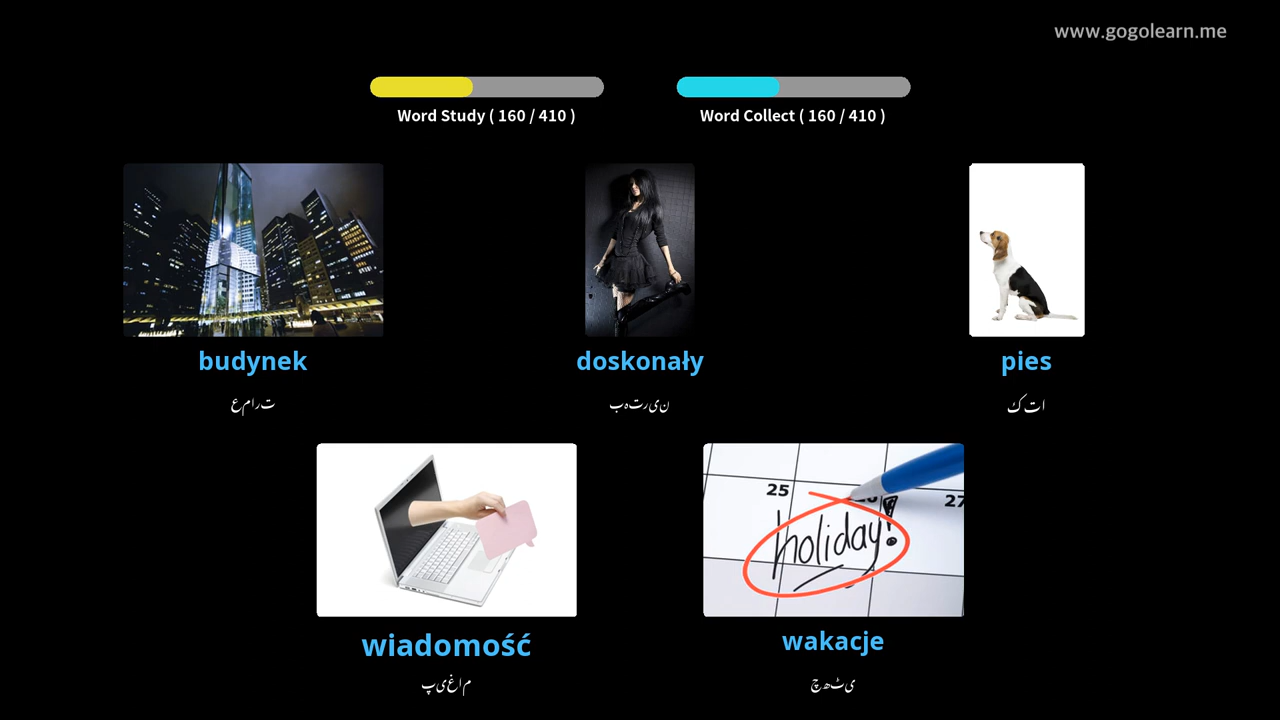 www.gogolearn.me
Word Study ( 160 / 410 )
Word Collect ( 160 / 410 )
budynek
doskonały
pies
عمارت
بہترین
کتا
25
27
holiday!
wiadomość
wakacje
پیغام
چھٹی